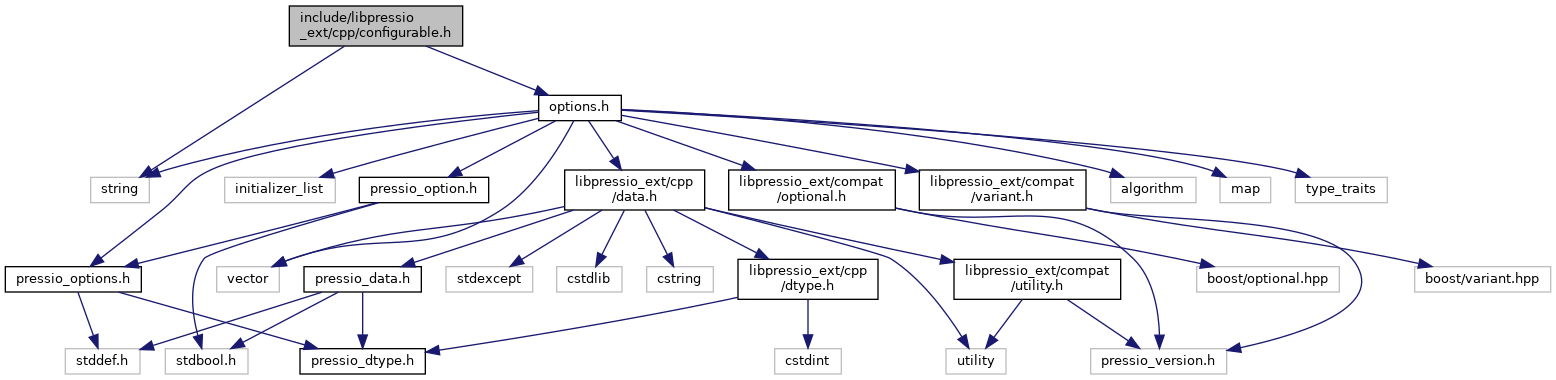 include/libpressio
_ext/cpp/configurable.h
options.h
string
initializer_list
pressio_option.h
libpressio_ext/cpp
/data.h
libpressio_ext/compat
/optional.h
libpressio_ext/compat
/variant.h
algorithm
map
type_traits
pressio_options.h
vector
pressio_data.h
stdexcept
cstdlib
cstring
libpressio_ext/cpp
/dtype.h
libpressio_ext/compat
/utility.h
boost/optional.hpp
boost/variant.hpp
stddef.h
stdbool.h
pressio_dtype.h
cstdint
utility
pressio_version.h